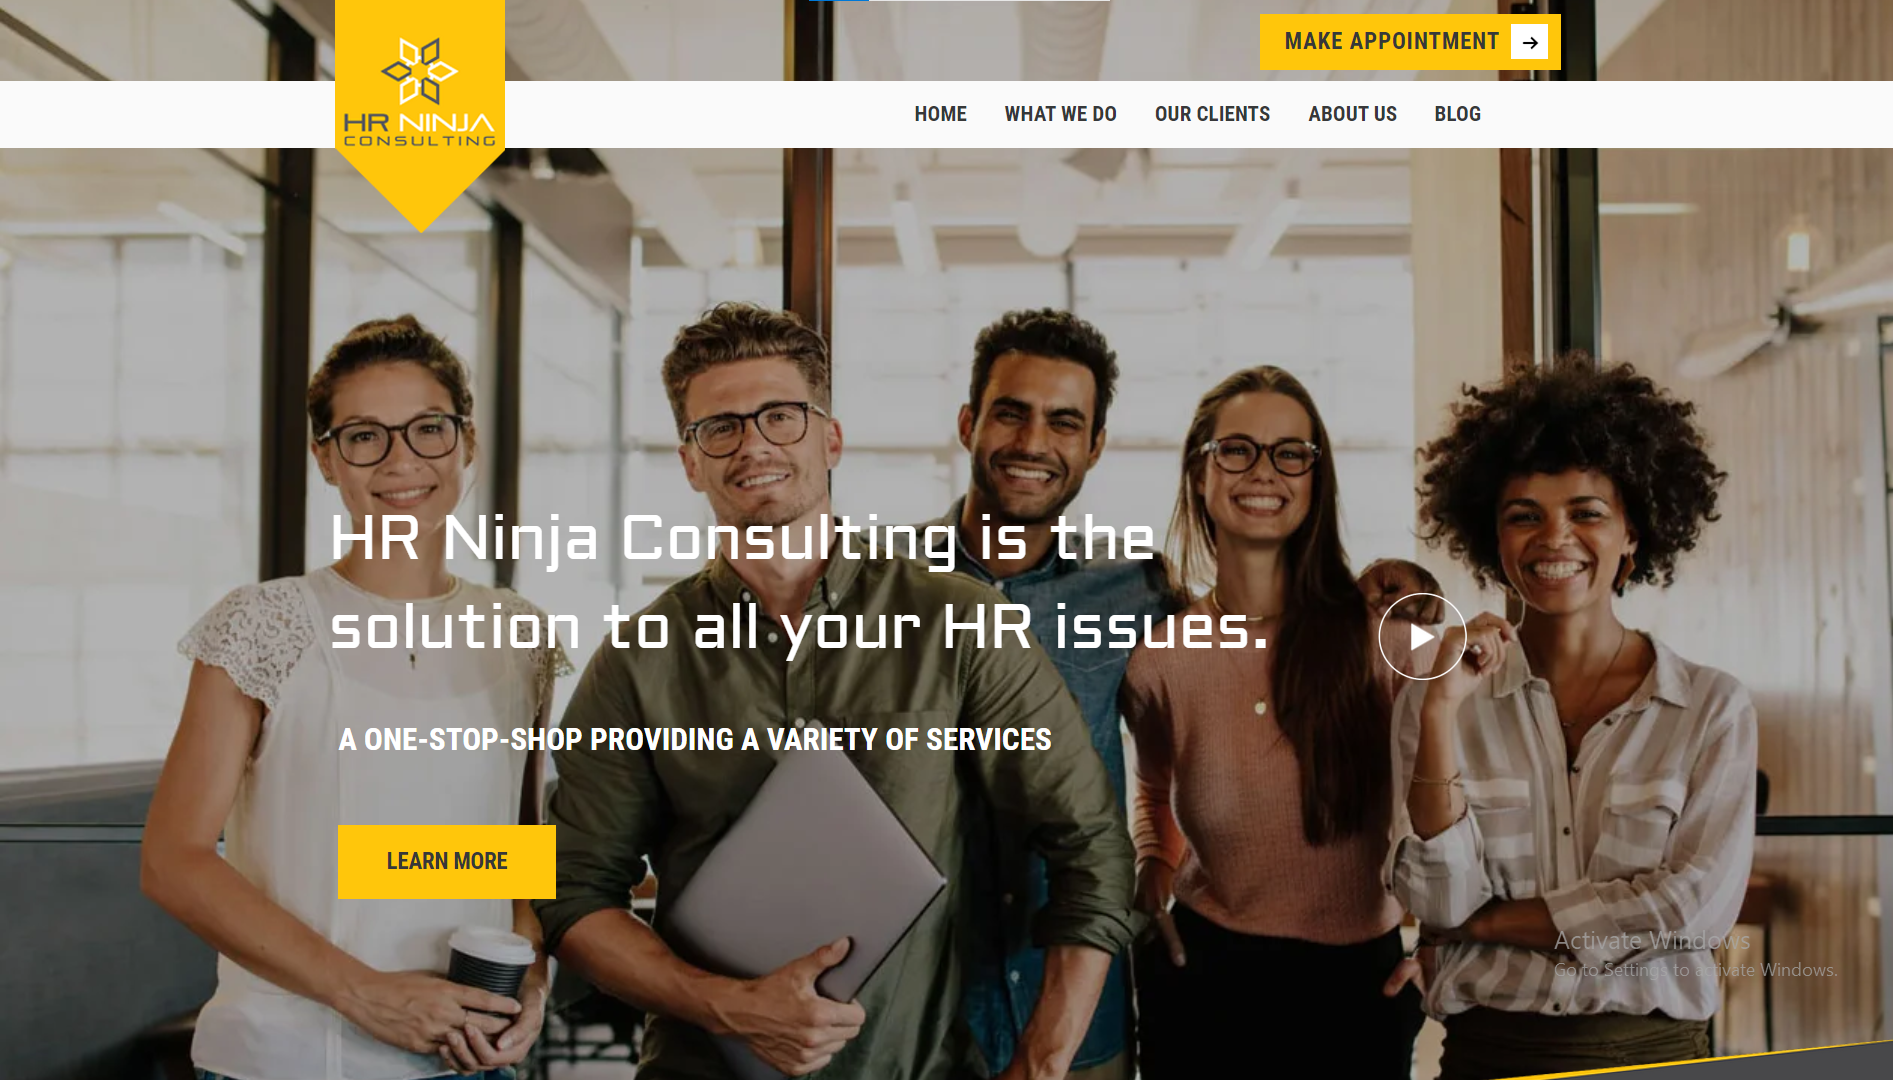 MAKE APPOINTMENT
HR NINJA
CONSULTING
HOME WHAT WE DO OUR CLIENTS ABOUT US BLOG
HR Ninja Consulting is the
solution to all your HR issues.
A ONE-STOP-SHOP PROVIDING A VARIETY OF SERVICES
LEARN MORE
Activate Windows
Go to Settings to activate Windows.